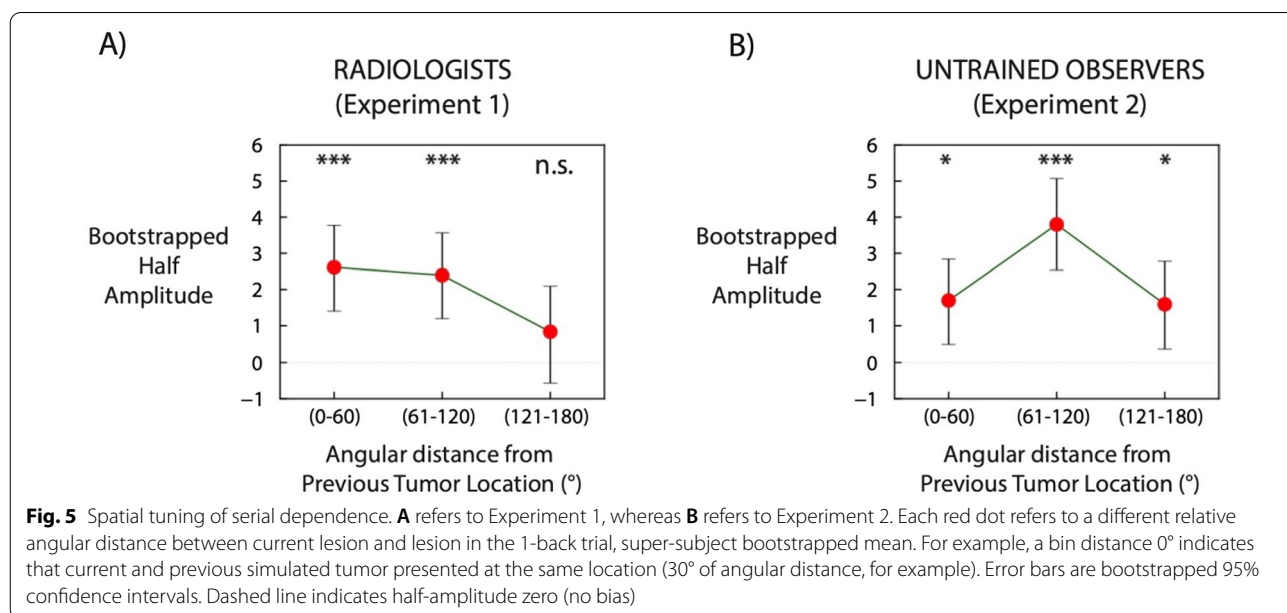 A)
RADIOLOGISTS
(Experiment 1)
6
5
4
3
2
1
0
−1
*** *** n.s.
Bootstrapped
Half
Amplitude
(0-60) (61-120) (121-180)
Angular distance from
Previous Tumor Location (°)
B)
UNTRAINED OBSERVERS
(Experiment 2)
6
5
4
3
2
1
0
−1
* *** *
Bootstrapped
Half
Amplitude
(0-60) (61-120) (121-180)
Angular distance from
Previous Tumor Location (°)
Fig. 5 Spatial tuning of serial dependence. A refers to Experiment 1, whereas B refers to Experiment 2. Each red dot refers to a different relative
angular distance between current lesion and lesion in the 1-back trial, super-subject bootstrapped mean. For example, a bin distance 0° indicates
that current and previous simulated tumor presented at the same location (30° of angular distance, for example). Error bars are bootstrapped 95%
confidence intervals. Dashed line indicates half-amplitude zero (no bias)